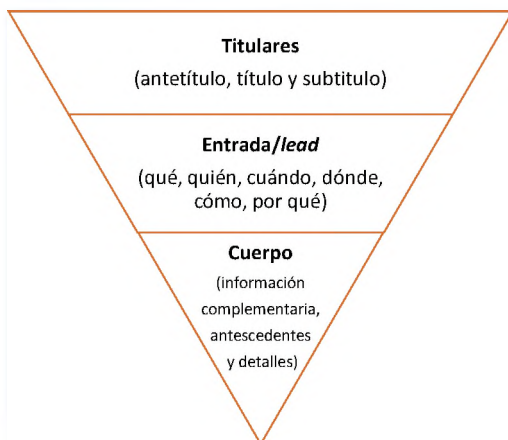 Titulares
(antetítulo, título y subtitulo)
Entrada/lead
(qué, quién, cuándo, dónde,
cómo, por qué)
Cuerpo
(información
complementaria,
antescedentes
y detalles)